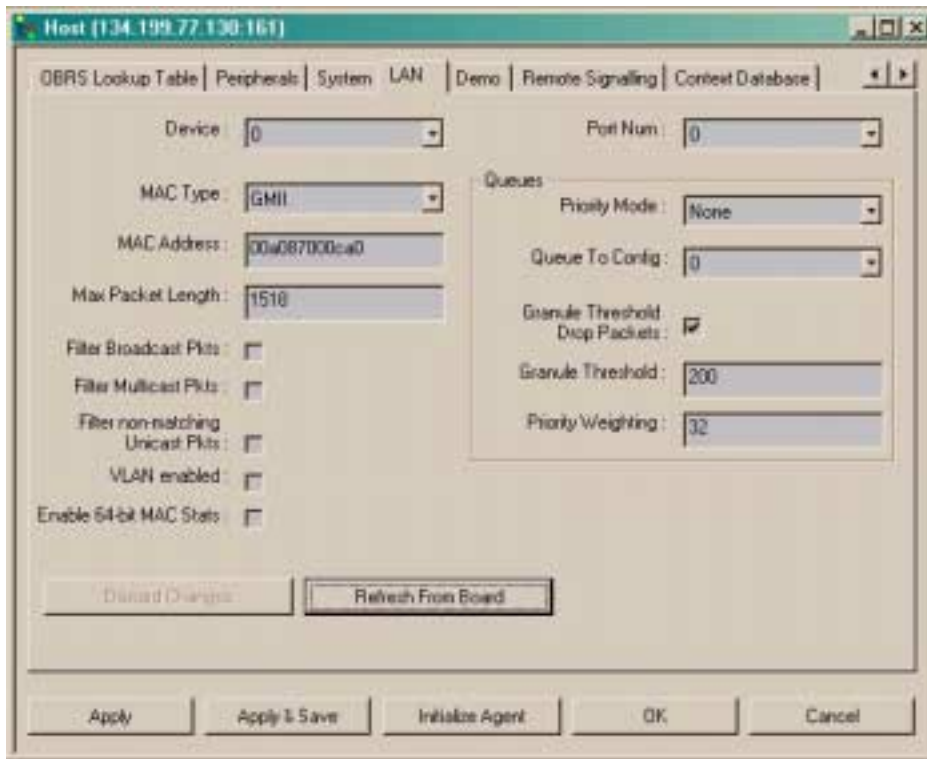 Host (134.199.77.130:161)
OBRS Lookup Table Peripherals System LAN Demo Remote Signalling Context Database
Device : 0
Port Num : 0
MAC Type : GMII
MAC Address : 00a087000ca0
Max Packet Length : 1518
Filter Broadcast Pkts :
Filter Multicast Pkts :
Filter non-matching
Unicast Pkts :
VLAN enabled :
Enable 64-bit MAC Stats :
Queues
Priority Mode : None
Queue To Config : 0
Granule Threshold
Drop Packets :
Granule Threshold : 200
Priority Weighting : 32
Discard Changes
Refresh From Board
Apply
Apply & Save
Initialize Agent
OK
Cancel